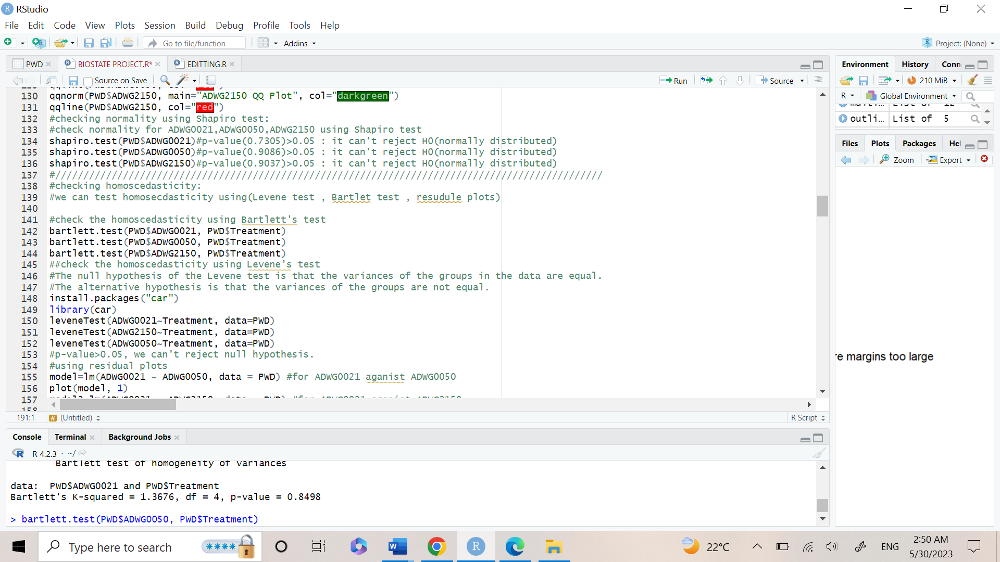 RStudio
File Edit Code View Plots Session Build Debug Profile Tools Help
Go to file/function Addins Project: (None)
PWD BIOSTATE PROJECT.R* EDITTING.R
Source on Save Run Source
130 qqnorm(PWD$ADWG2150, main="ADWG2150 QQ Plot", col="darkgreen")
131 qqline(PWD$ADWG2150, col="red")
132 #checking normality using Shapiro test:
133 #check normality for ADWG0021,ADWG0050,ADWG2150 using Shapiro test
134 shapiro.test(PWD$ADWG0021)#p-value(0.7305)>0.05 : it can't reject H0(normally distributed)
135 shapiro.test(PWD$ADWG0050)#p-value(0.9086)>0.05 : it can't reject H0(normally distributed)
136 shapiro.test(PWD$ADWG2150)#p-value(0.9037)>0.05 : it can't reject H0(normally distributed)
137 #/////////////////////////////////////////////////////////////////////////////////////////////////
138 #checking homoscedasticity:
139 #we can test homosecdasticity using(Levene test , Bartlet test , resudule plots)
140
141 #check the homoscedasticity using Bartlett's test
142 bartlett.test(PWD$ADWG0021, PWD$Treatment)
143 bartlett.test(PWD$ADWG0050, PWD$Treatment)
144 bartlett.test(PWD$ADWG2150, PWD$Treatment)
145 ##check the homoscedasticity using Levene's test
146 #The null hypothesis of the Levene test is that the variances of the groups in the data are equal.
147 #The alternative hypothesis is that the variances of the groups are not equal.
148 install.packages("car")
149 library(car)
150 leveneTest(ADWG0021~Treatment, data=PWD)
151 leveneTest(ADWG2150~Treatment, data=PWD)
152 leveneTest(ADWG0050~Treatment, data=PWD)
153 #p-value>0.05, we can't reject null hypothesis.
154 #using residual plots
155 model=lm(ADWG0021 ~ ADWG0050, data = PWD) #for ADWG0021 aganist ADWG0050
156 plot(model, 1)
157
158
191:1 # (Untitled) R Script
Console Terminal Background Jobs
R 4.2.3 · ~/
Bartlett test of homogeneity of variances
data: PWD$ADWG0021 and PWD$Treatment
Bartlett's K-squared = 1.3676, df = 4, p-value = 0.8498
> bartlett.test(PWD$ADWG0050, PWD$Treatment)
Environment History Conn
210 MiB
R Global Environment
outli… List of 5
Files Plots Packages Hel
Zoom Export
re margins too large
Type here to search
****
22°C ENG 2:50 AM
5/30/2023